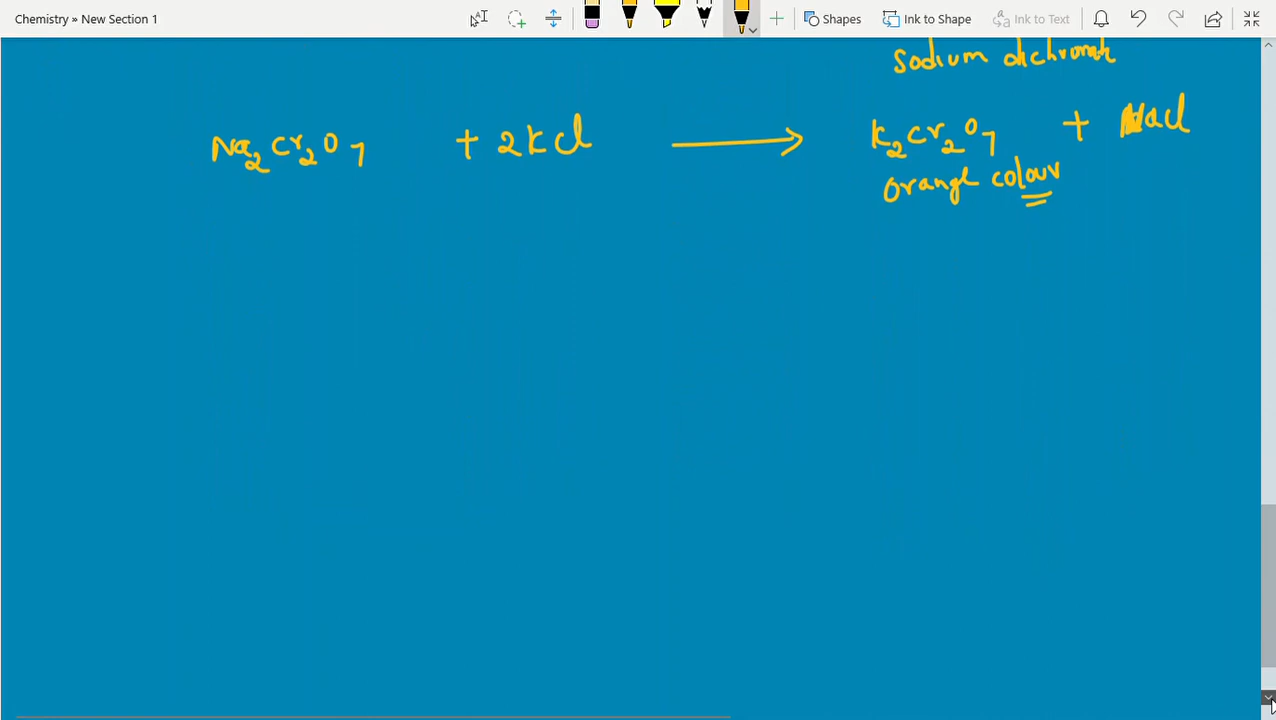 Chemistry » New Section 1
Shapes
Ink to Shape
Ink to Text
sodium dichromate
Na2Cr2O7 + 2KCl → K2Cr2O7 + NaCl
Orange colour